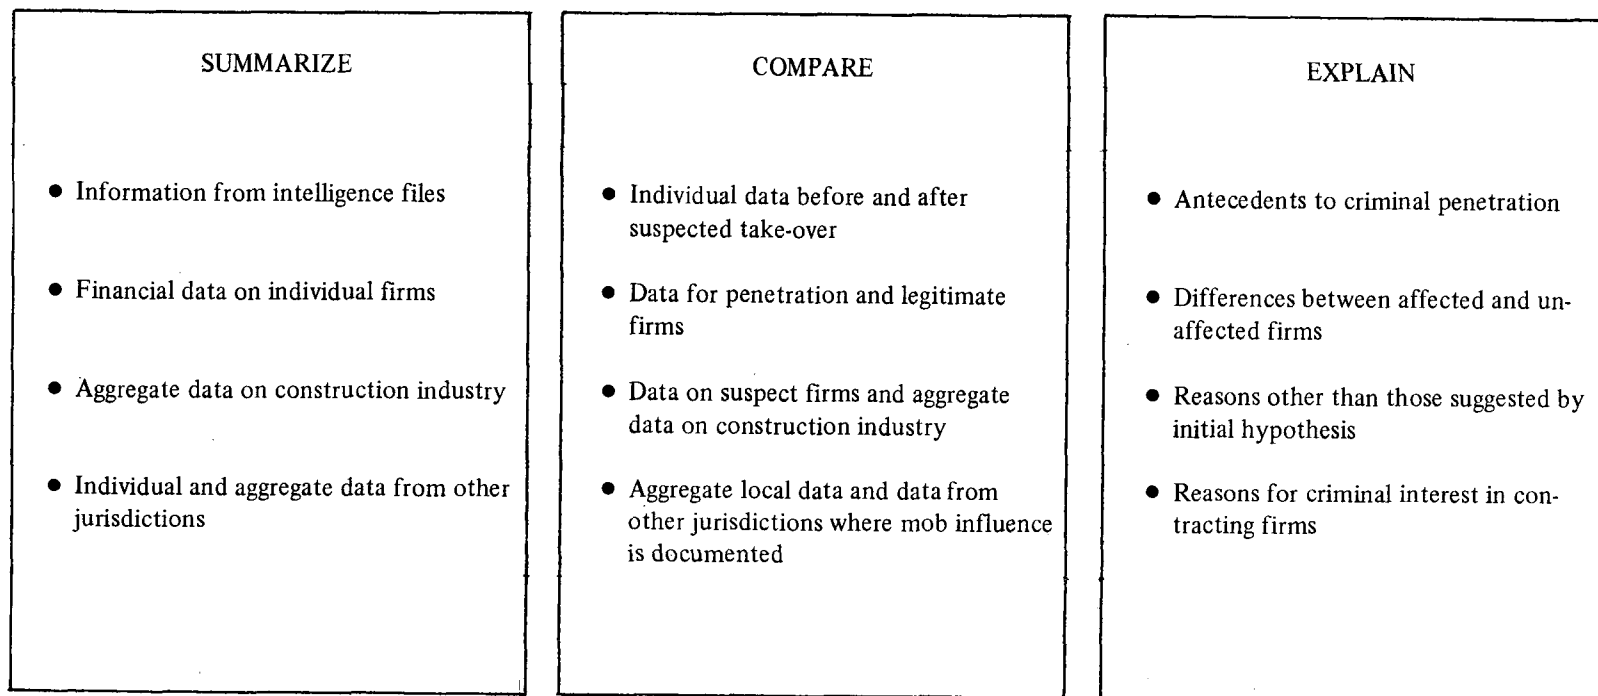 SUMMARIZE
● Information from intelligence files
● Financial data on individual firms
● Aggregate data on construction industry
● Individual and aggregate data from other
jurisdictions
COMPARE
● Individual data before and after
suspected take-over
● Data for penetration and legitimate
firms
● Data on suspect firms and aggregate
data on construction industry
● Aggregate local data and data from
other jurisdictions where mob influence
is documented
EXPLAIN
● Antecedents to criminal penetration
● Differences between affected and un-
affected firms
● Reasons other than those suggested by
initial hypothesis
● Reasons for criminal interest in con-
tracting firms